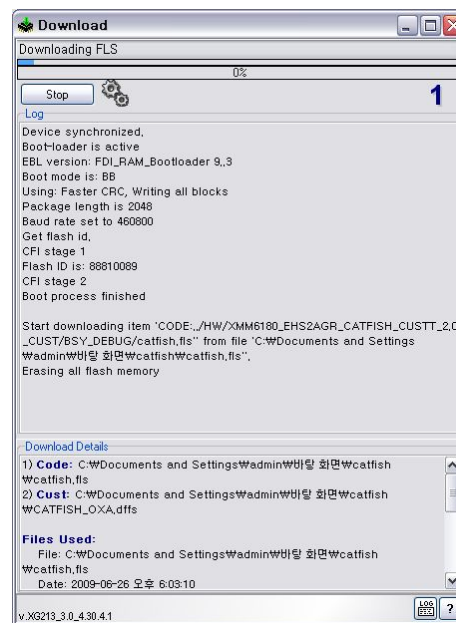 Download
Downloading FLS
0%
Stop
1
Log
Device synchronized,
Boot-loader is active
EBL version: FDI_RAM_Bootloader 9,,3
Boot mode is: BB
Using: Faster CRC, Writing all blocks
Package length is 2048
Baud rate set to 460800
Get flash id,
CFI stage 1
Flash ID is: 88810089
CFI stage 2
Boot process finished
Start downloading item 'CODE:,,/HW/XMM6180_EHS2AGR_CATFISH_CUSTT_2,0
_CUST/BSY_DEBUG/catfish,fls" from file 'C:₩Documents and Settings
₩admin₩바탕 화면₩catfish₩catfish,fls",
Erasing all flash memory
Download Details
1) Code: C:₩Documents and Settings₩admin₩바탕 화면₩catfish
₩catfish,fls
2) Cust: C:₩Documents and Settings₩admin₩바탕 화면₩catfish
₩CATFISH_OXA,dffs
Files Used:
File: C:₩Documents and Settings₩admin₩바탕 화면₩catfish
₩catfish,fls
Date: 2009-06-26 오후 6:03:10
v.XG213_3.0_4.30.4.1
LOG
?